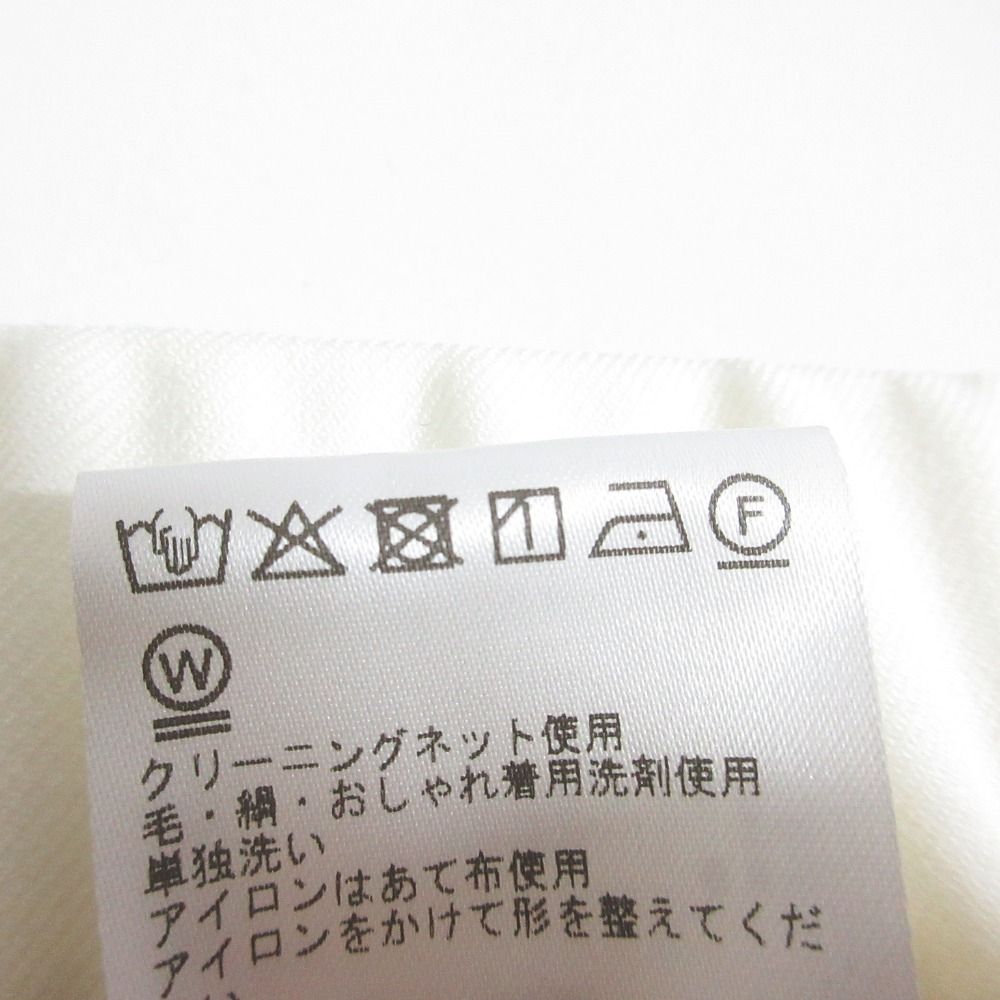 F
W
クリーニングネット使用
毛・絹・おしゃれ着用洗剤使用
単独洗い
アイロンはあて布使用
アイロンをかけて形を整えてくだ